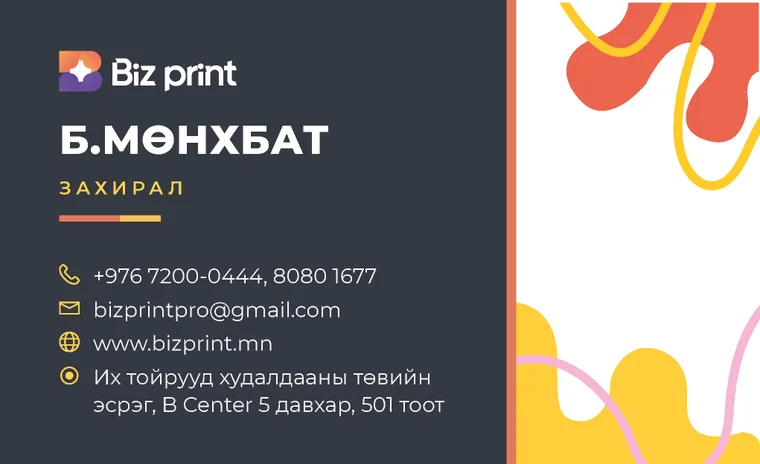 Biz print
Б.МӨНХБАТ
ЗАХИРАЛ
+976 7200-0444, 8080 1677
bizprintpro@gmail.com
www.bizprint.mn
Их тойрууд худалдааны төвийн
эсрэг, B Center 5 давхар, 501 тоот